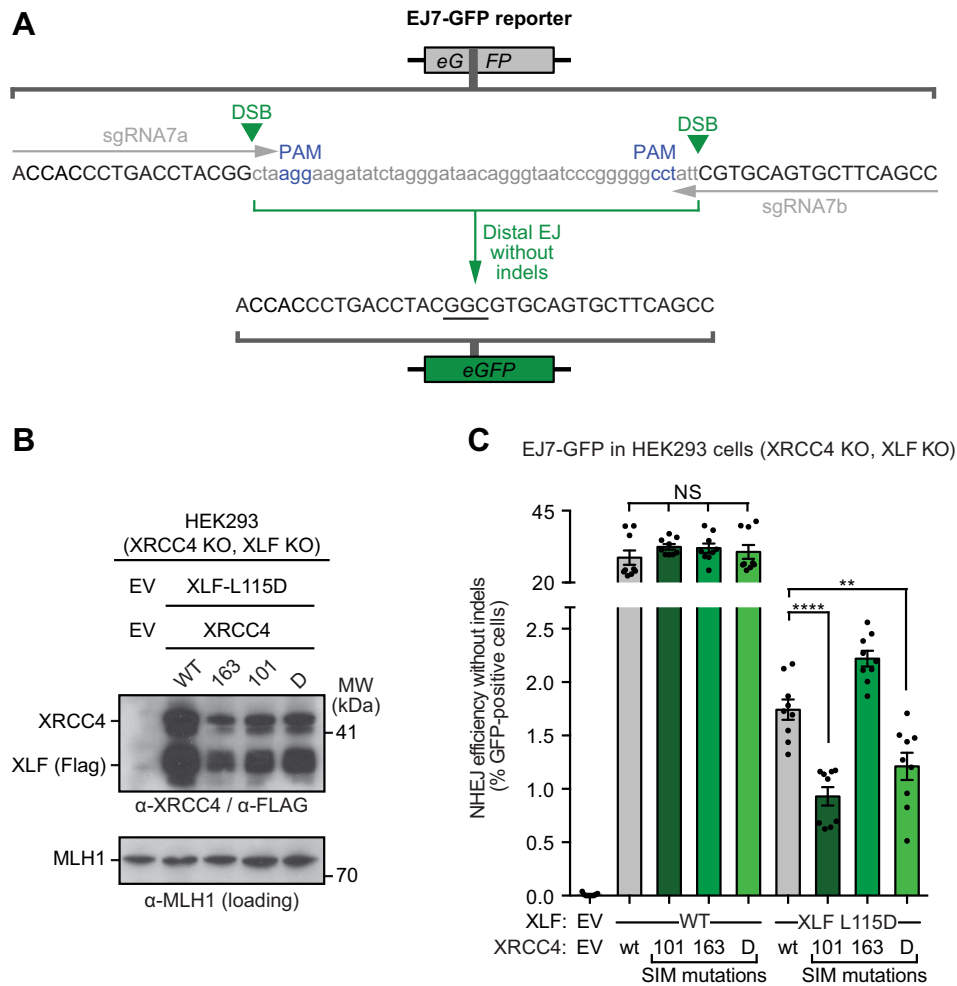 A
EJ7-GFP reporter
eG FP
DSB
DSB
sgRNA7a
PAM
PAM
ACCACCCTGACCTACGGctaaggaagatatctagggataacagggtaatcccgggggcctattCGTGCAGTGCTTCAGCC
sgRNA7b
Distal EJ
without
indels
ACCACCCTGACCTACGGCGTGCAGTGCTTCAGCC
eGFP
B
HEK293
(XRCC4 KO, XLF KO)
EV XLF-L115D
EV XRCC4
WT 163 101 D
MW
(kDa)
XRCC4
41
XLF (Flag)
α-XRCC4 / α-FLAG
MLH1
70
α-MLH1 (loading)
C
EJ7-GFP in HEK293 cells (XRCC4 KO, XLF KO)
NHEJ efficiency without indels
(% GFP-positive cells)
45
20
2.5
2.0
1.5
1.0
0.5
0.0
NS
**
****
XLF: EV WT XLF L115D
XRCC4: EV wt 101 163 D wt 101 163 D
SIM mutations SIM mutations